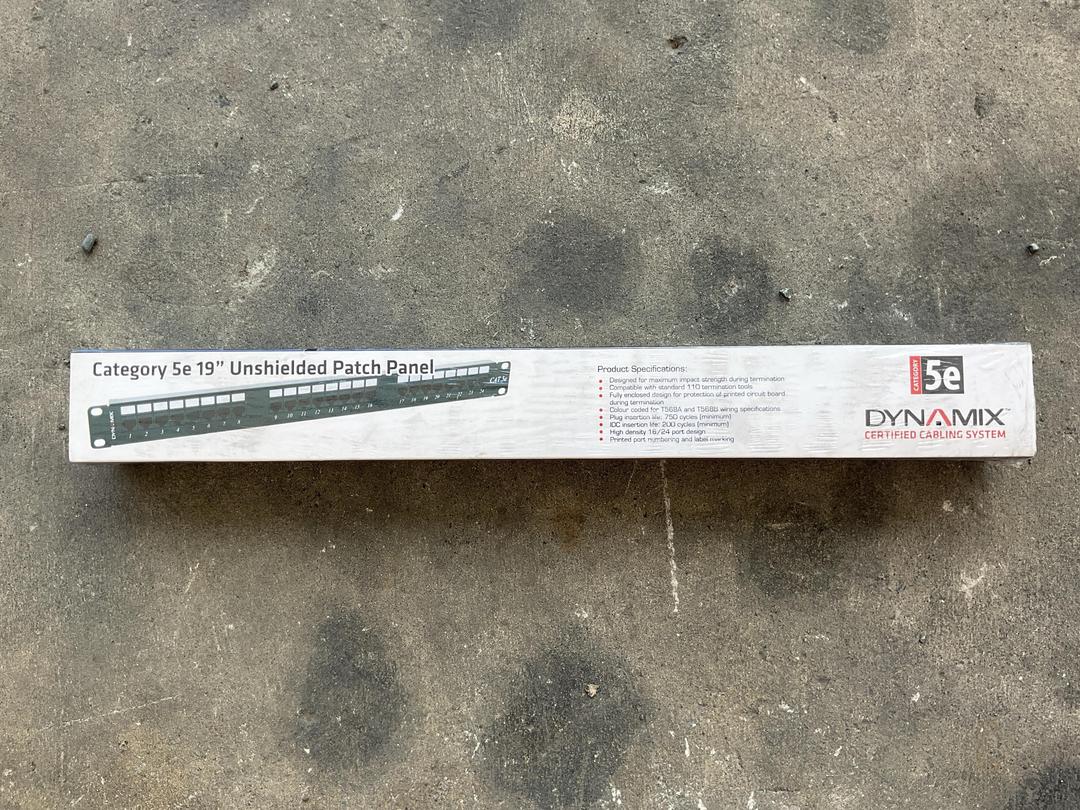 Category 5e 19” Unshielded Patch Panel
DYNAMIX
CAT.5e
1 2 3 4 5 6 7 8
9 10 11 12 13 14 15 16
17 18 19 20 21 22 23 24
Product Specifications:
Designed for maximum impact strength during termination
Compatible with standard 110 termination tools
Fully enclosed design for protection of printed circuit board
during termination
Colour coded for T568A and T568B wiring specifications
Plug insertion life: 750 cycles (minimum)
IDC insertion life: 200 cycles (minimum)
High density 16/24 port design
Printed port numbering and label marking
CATEGORY
5e
DYNAMIX™
CERTIFIED CABLING SYSTEM